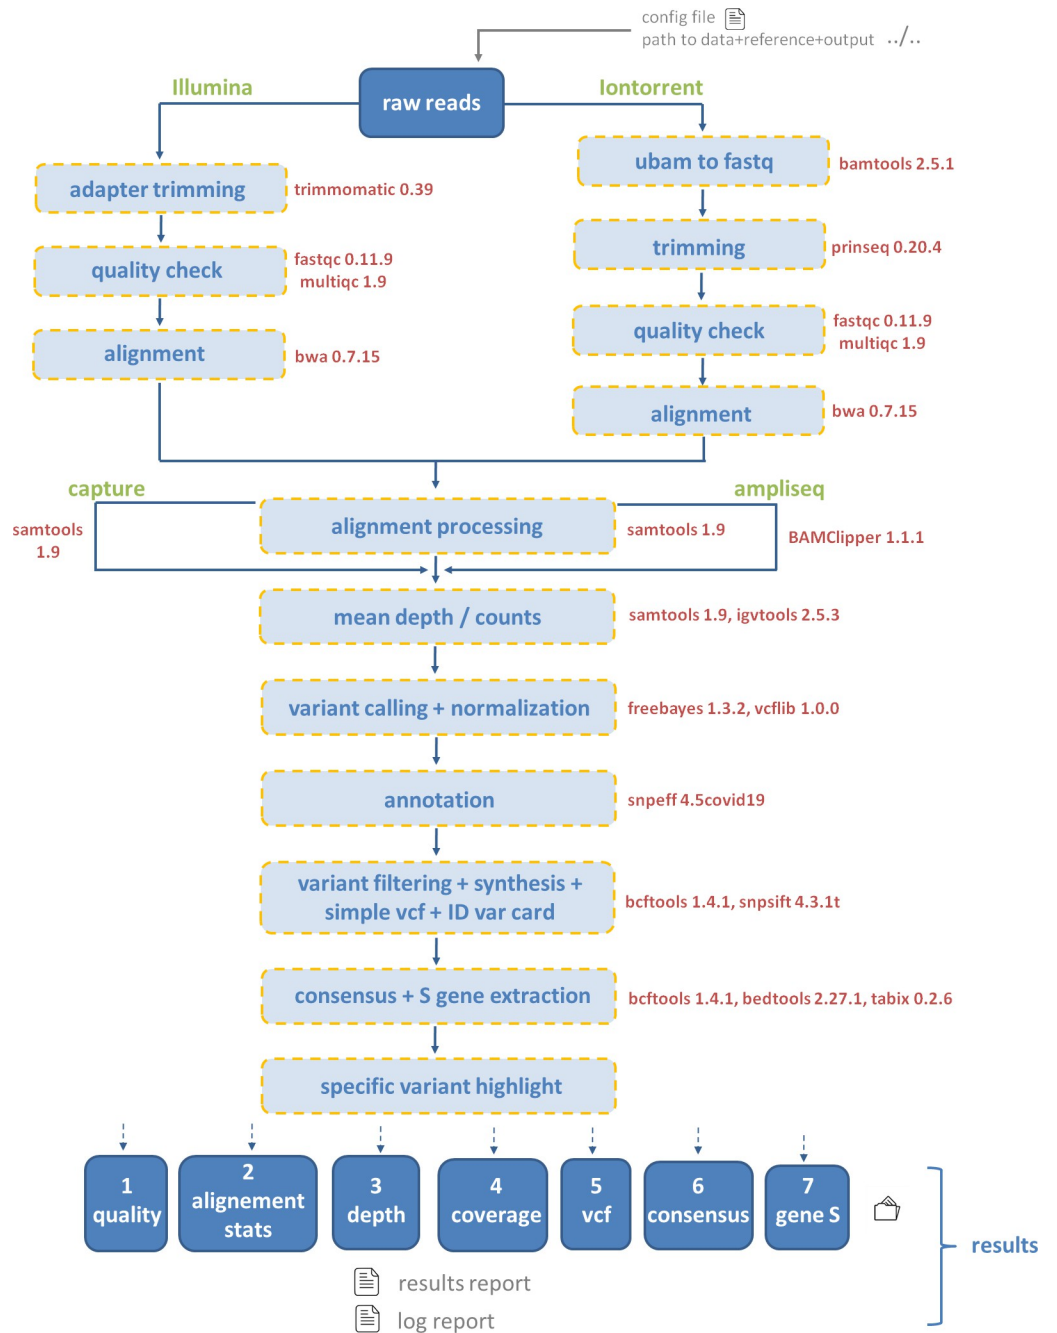 config file
path to data+reference+output ../..
Illumina
raw reads
Iontorrent
ubam to fastq
bamtools 2.5.1
adapter trimming
trimmomatic 0.39
trimming
prinseq 0.20.4
quality check
fastqc 0.11.9
multiqc 1.9
quality check
fastqc 0.11.9
multiqc 1.9
alignment
bwa 0.7.15
alignment
bwa 0.7.15
capture
ampliseq
samtools
1.9
alignment processing
samtools 1.9
BAMClipper 1.1.1
mean depth / counts
samtools 1.9, igvtools 2.5.3
variant calling + normalization
freebayes 1.3.2, vcflib 1.0.0
annotation
snpeff 4.5covid19
variant filtering + synthesis +
simple vcf + ID var card
bcftools 1.4.1, snpsift 4.3.1t
consensus + S gene extraction
bcftools 1.4.1, bedtools 2.27.1, tabix 0.2.6
specific variant highlight
1
quality
2
alignement
stats
3
depth
4
coverage
5
vcf
6
consensus
7
gene S
results
results report
log report